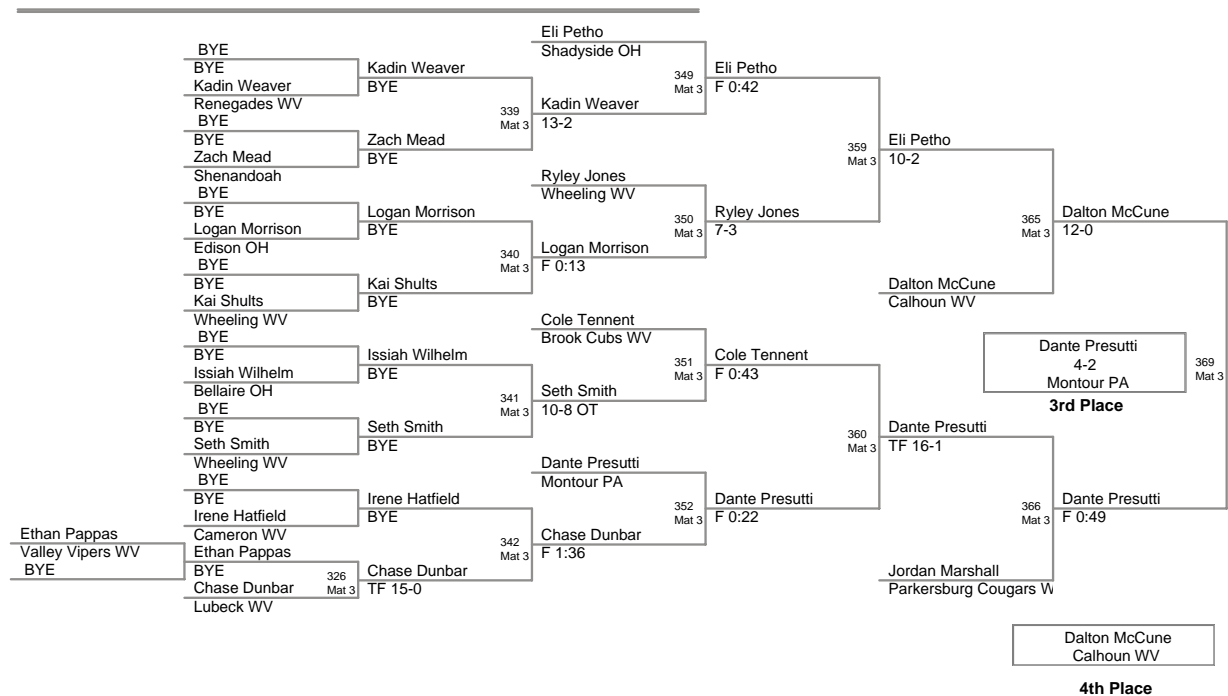 Eli Petho
Shadyside OH
BYE
BYE
Kadin Weaver
Renegades WV
Kadin Weaver
BYE
349
Mat 3
Eli Petho
F 0:42
339
Mat 3
Kadin Weaver
13-2
BYE
BYE
Zach Mead
Shenandoah
Zach Mead
BYE
359
Mat 3
Eli Petho
10-2
Ryley Jones
Wheeling WV
BYE
BYE
Logan Morrison
Edison OH
Logan Morrison
BYE
350
Mat 3
Ryley Jones
7-3
365
Mat 3
Dalton McCune
12-0
340
Mat 3
Logan Morrison
F 0:13
BYE
BYE
Kai Shults
Wheeling WV
Kai Shults
BYE
Dalton McCune
Calhoun WV
Cole Tennent
Brook Cubs WV
BYE
BYE
Issiah Wilhelm
Bellaire OH
Issiah Wilhelm
BYE
351
Mat 3
Cole Tennent
F 0:43
Dante Presutti
4-2
Montour PA
3rd Place
369
Mat 3
341
Mat 3
Seth Smith
10-8 OT
BYE
BYE
Seth Smith
Wheeling WV
Seth Smith
BYE
360
Mat 3
Dante Presutti
TF 16-1
Dante Presutti
Montour PA
BYE
BYE
Irene Hatfield
Cameron WV
Irene Hatfield
BYE
352
Mat 3
Dante Presutti
F 0:22
366
Mat 3
Dante Presutti
F 0:49
Ethan Pappas
Valley Vipers WV
BYE
342
Mat 3
Chase Dunbar
F 1:36
Ethan Pappas
BYE
Chase Dunbar
Lubeck WV
326
Mat 3
Chase Dunbar
TF 15-0
Jordan Marshall
Parkersburg Cougars W
Dalton McCune
Calhoun WV
4th Place